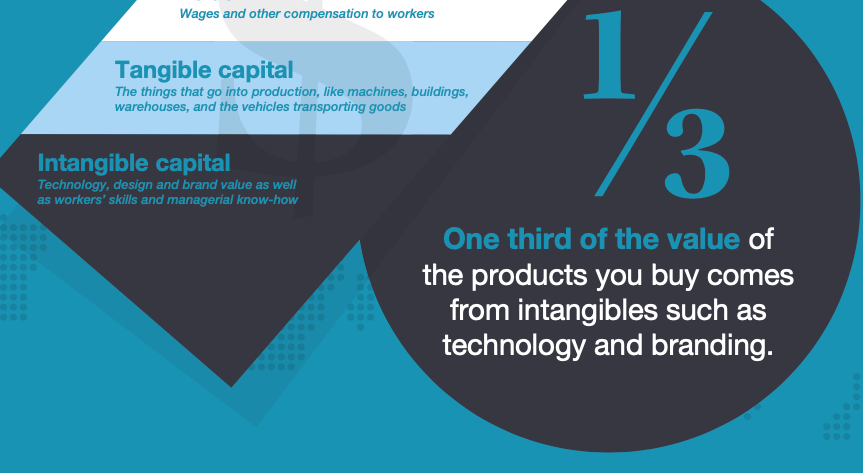 Wages and other compensation to workers
Tangible capital
The things that go into production, like machines, buildings,
warehouses, and the vehicles transporting goods
Intangible capital
Technology, design and brand value as well
as workers' skills and managerial know-how
1/3
One third of the value of
the products you buy comes
from intangibles such as
technology and branding.